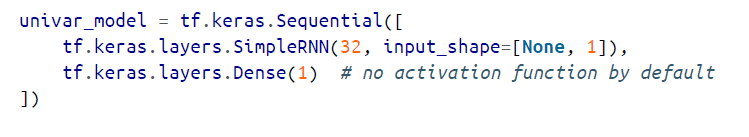 univar_model = tf.keras.Sequential([
    tf.keras.layers.SimpleRNN(32, input_shape=[None, 1]),
    tf.keras.layers.Dense(1)  # no activation function by default
])